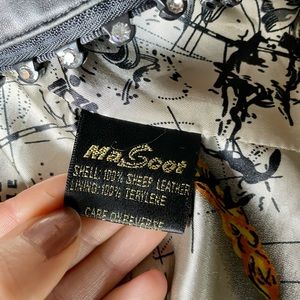 MaScot
SHELL: 100% SHEEP LEATHER
LINING: 100% TERYLENE
CARE ON REVERSE